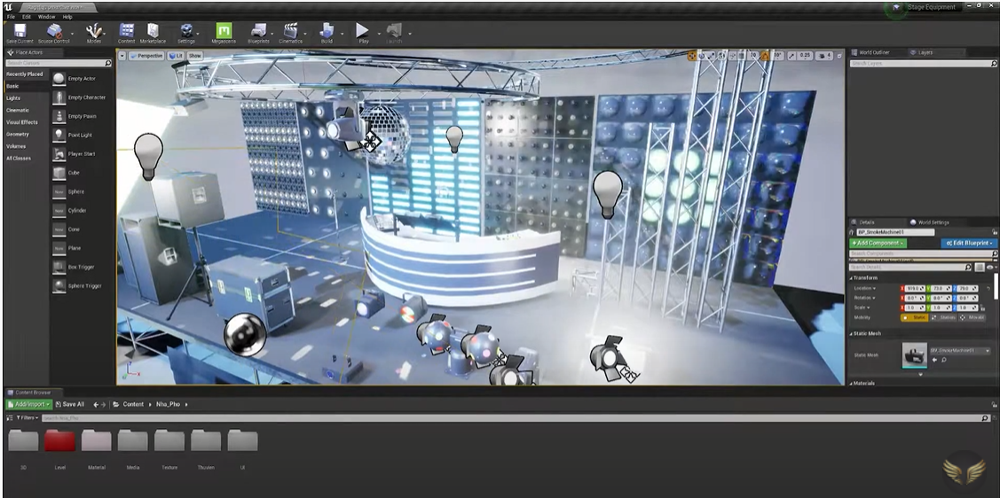 Stage Equipment
File Edit Window Help
Save Current Source Control Modes Content Marketplace Settings Megascans Blueprints Cinematics Build Play Launch
Place Actors
Search Classes
Recently Placed
Basic
Lights
Cinematic
Visual Effects
Geometry
Volumes
All Classes
Empty Actor
Empty Character
Empty Pawn
Point Light
Player Start
Cube
Sphere
Cylinder
Cone
Plane
Box Trigger
Sphere Trigger
Perspective Lit Show
10 10° 0.25 4
World Outliner Layers
Search Layers
Details World Settings
BP_SmokeMachine01
+Add Component Edit Blueprint
Search Components
Search Details
Transform
Location X 919.0 Y 73.0 Z 79.0
Rotation X 0.0° Y 0.0° Z 0.0°
Scale X 1.0 Y 1.0 Z 1.0
Mobility Static
Static Mesh
Static Mesh SM_SmokeMachine01
Materials
Content Browser
Add/Import Save All Content Nha_Pho
Filters Search Nha_Pho
3D Level Material Media Texture Thuvien UI